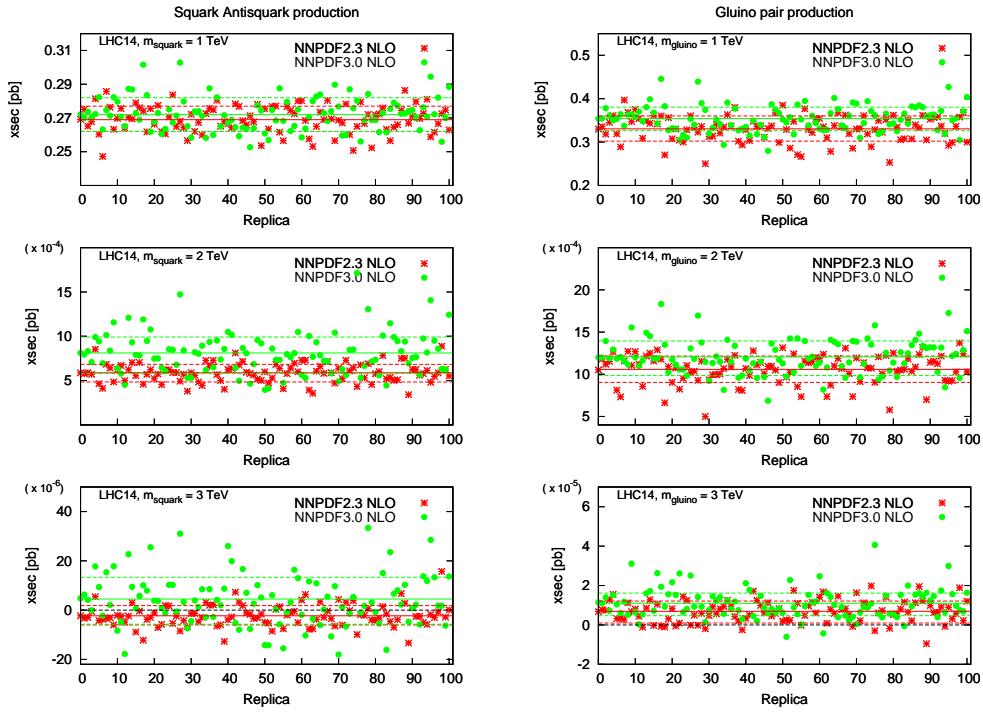 Squark Antisquark production
LHC14, m_squark = 1 TeV
NNPDF2.3 NLO
NNPDF3.0 NLO
xsec [pb]
0.31
0.29
0.27
0.25
0 10 20 30 40 50 60 70 80 90 100
Replica
Gluino pair production
LHC14, m_gluino = 1 TeV
NNPDF2.3 NLO
NNPDF3.0 NLO
xsec [pb]
0.5
0.4
0.3
0.2
0 10 20 30 40 50 60 70 80 90 100
Replica
( x 10^-4)
LHC14, m_squark = 2 TeV
NNPDF2.3 NLO
NNPDF3.0 NLO
xsec [pb]
15
10
5
0 10 20 30 40 50 60 70 80 90 100
Replica
( x 10^-4)
LHC14, m_gluino = 2 TeV
NNPDF2.3 NLO
NNPDF3.0 NLO
xsec [pb]
20
15
10
5
0 10 20 30 40 50 60 70 80 90 100
Replica
( x 10^-6)
LHC14, m_squark = 3 TeV
NNPDF2.3 NLO
NNPDF3.0 NLO
xsec [pb]
40
20
0
-20
0 10 20 30 40 50 60 70 80 90 100
Replica
( x 10^-5)
LHC14, m_gluino = 3 TeV
NNPDF2.3 NLO
NNPDF3.0 NLO
xsec [pb]
6
4
2
0
-2
0 10 20 30 40 50 60 70 80 90 100
Replica